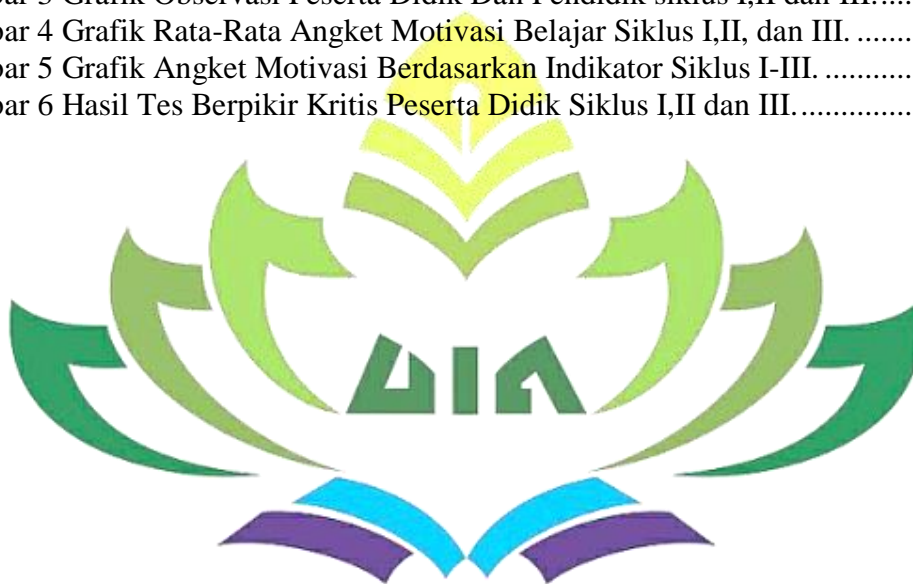 bar 3 Grafik Observasi Peserta Didik Dan Pendidik siklus I,II dan III.....
bar 4 Grafik Rata-Rata Angket Motivasi Belajar Siklus I,II, dan III. .......
bar 5 Grafik Angket Motivasi Berdasarkan Indikator Siklus I-III. ............
bar 6 Hasil Tes Berpikir Kritis Peserta Didik Siklus I,II dan III...............
UIN